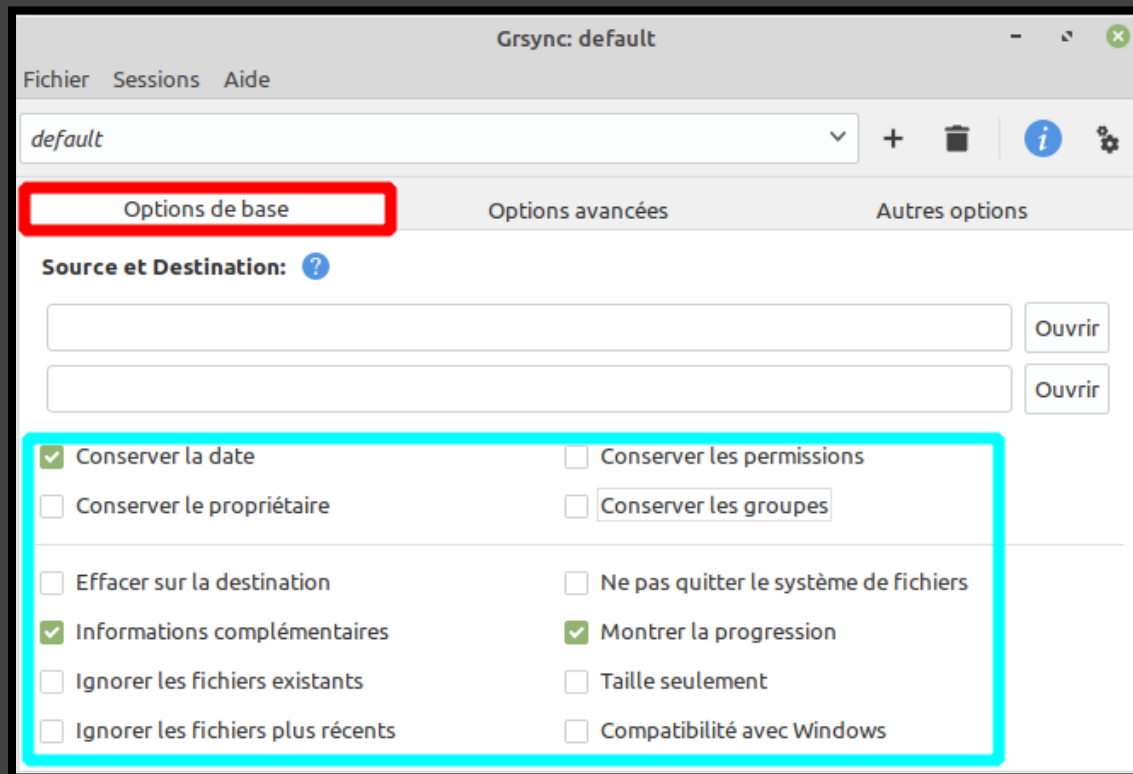 Grsync: default
Fichier Sessions Aide
default
Options de base Options avancées Autres options
Source et Destination: ?
Ouvrir
Ouvrir
Conserver la date Conserver les permissions
Conserver le propriétaire Conserver les groupes
Effacer sur la destination Ne pas quitter le système de fichiers
Informations complémentaires Montrer la progression
Ignorer les fichiers existants Taille seulement
Ignorer les fichiers plus récents Compatibilité avec Windows